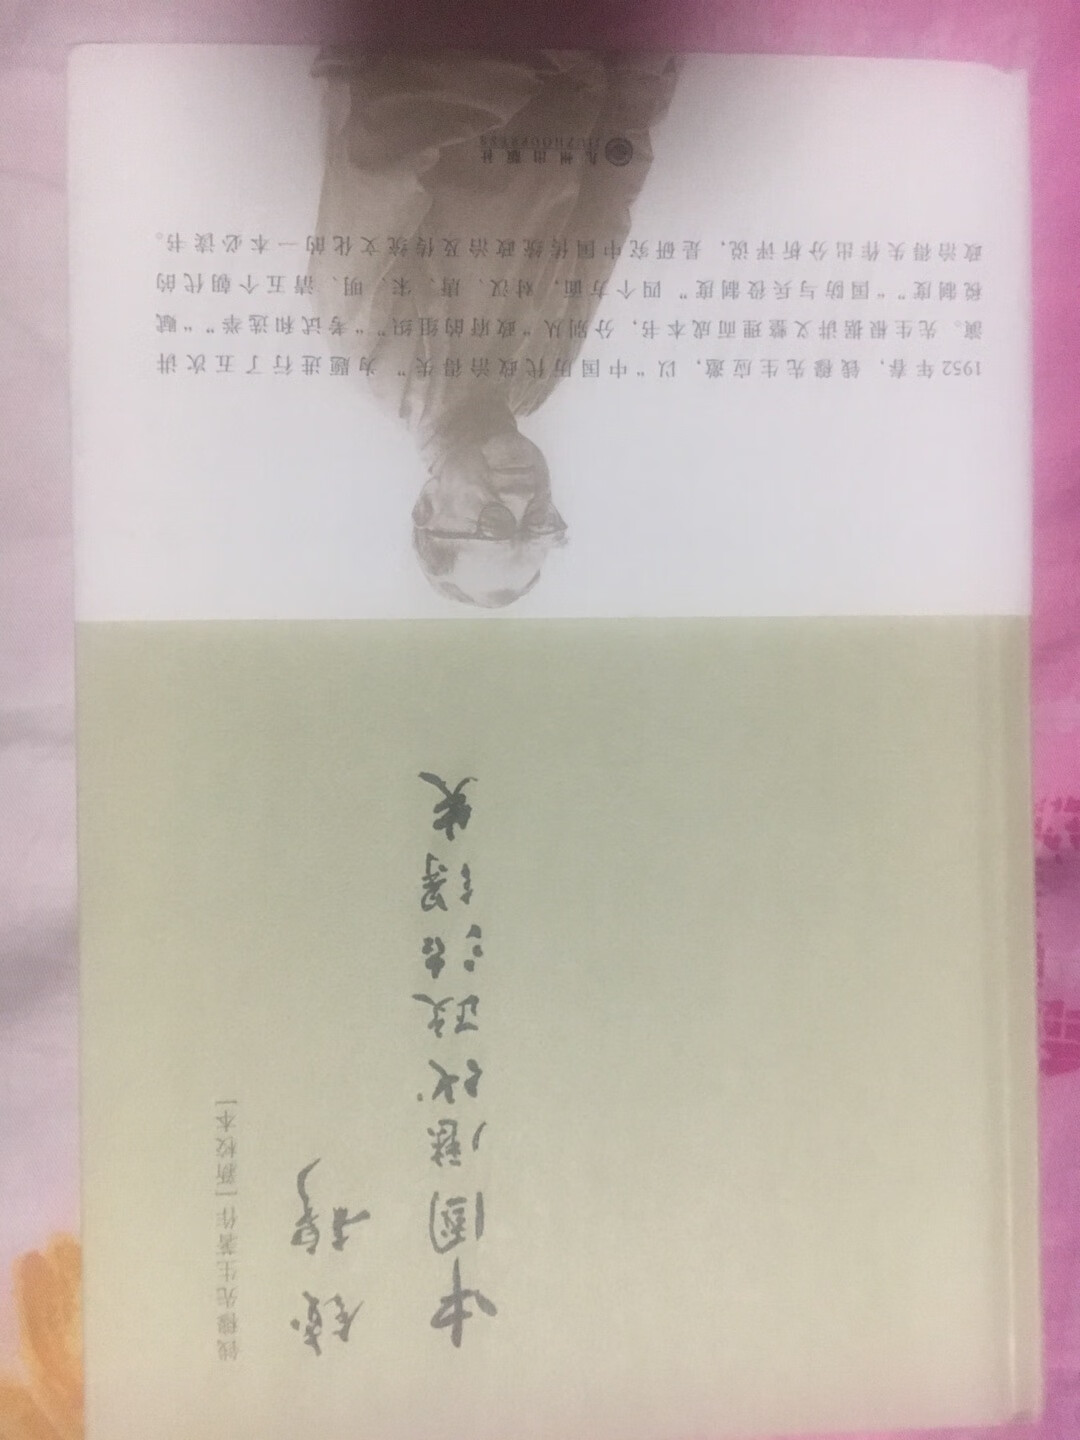 中國歷代政治得失
錢穆
钱穆先生著作[新校本]
1952年春，钱穆先生应邀，以“中国历代政治得失”为题进行了五次讲
演。先生根据讲义整理而成本书，分别从“政府的组织”“考试和选举”“赋
税制度”“国防与兵役制度”四个方面，对汉、唐、宋、明、清五个朝代的
政治得失作出分析评说，是研究中国传统政治及传统文化的一本必读书。
九州出版社
JIUZHOUPRESS